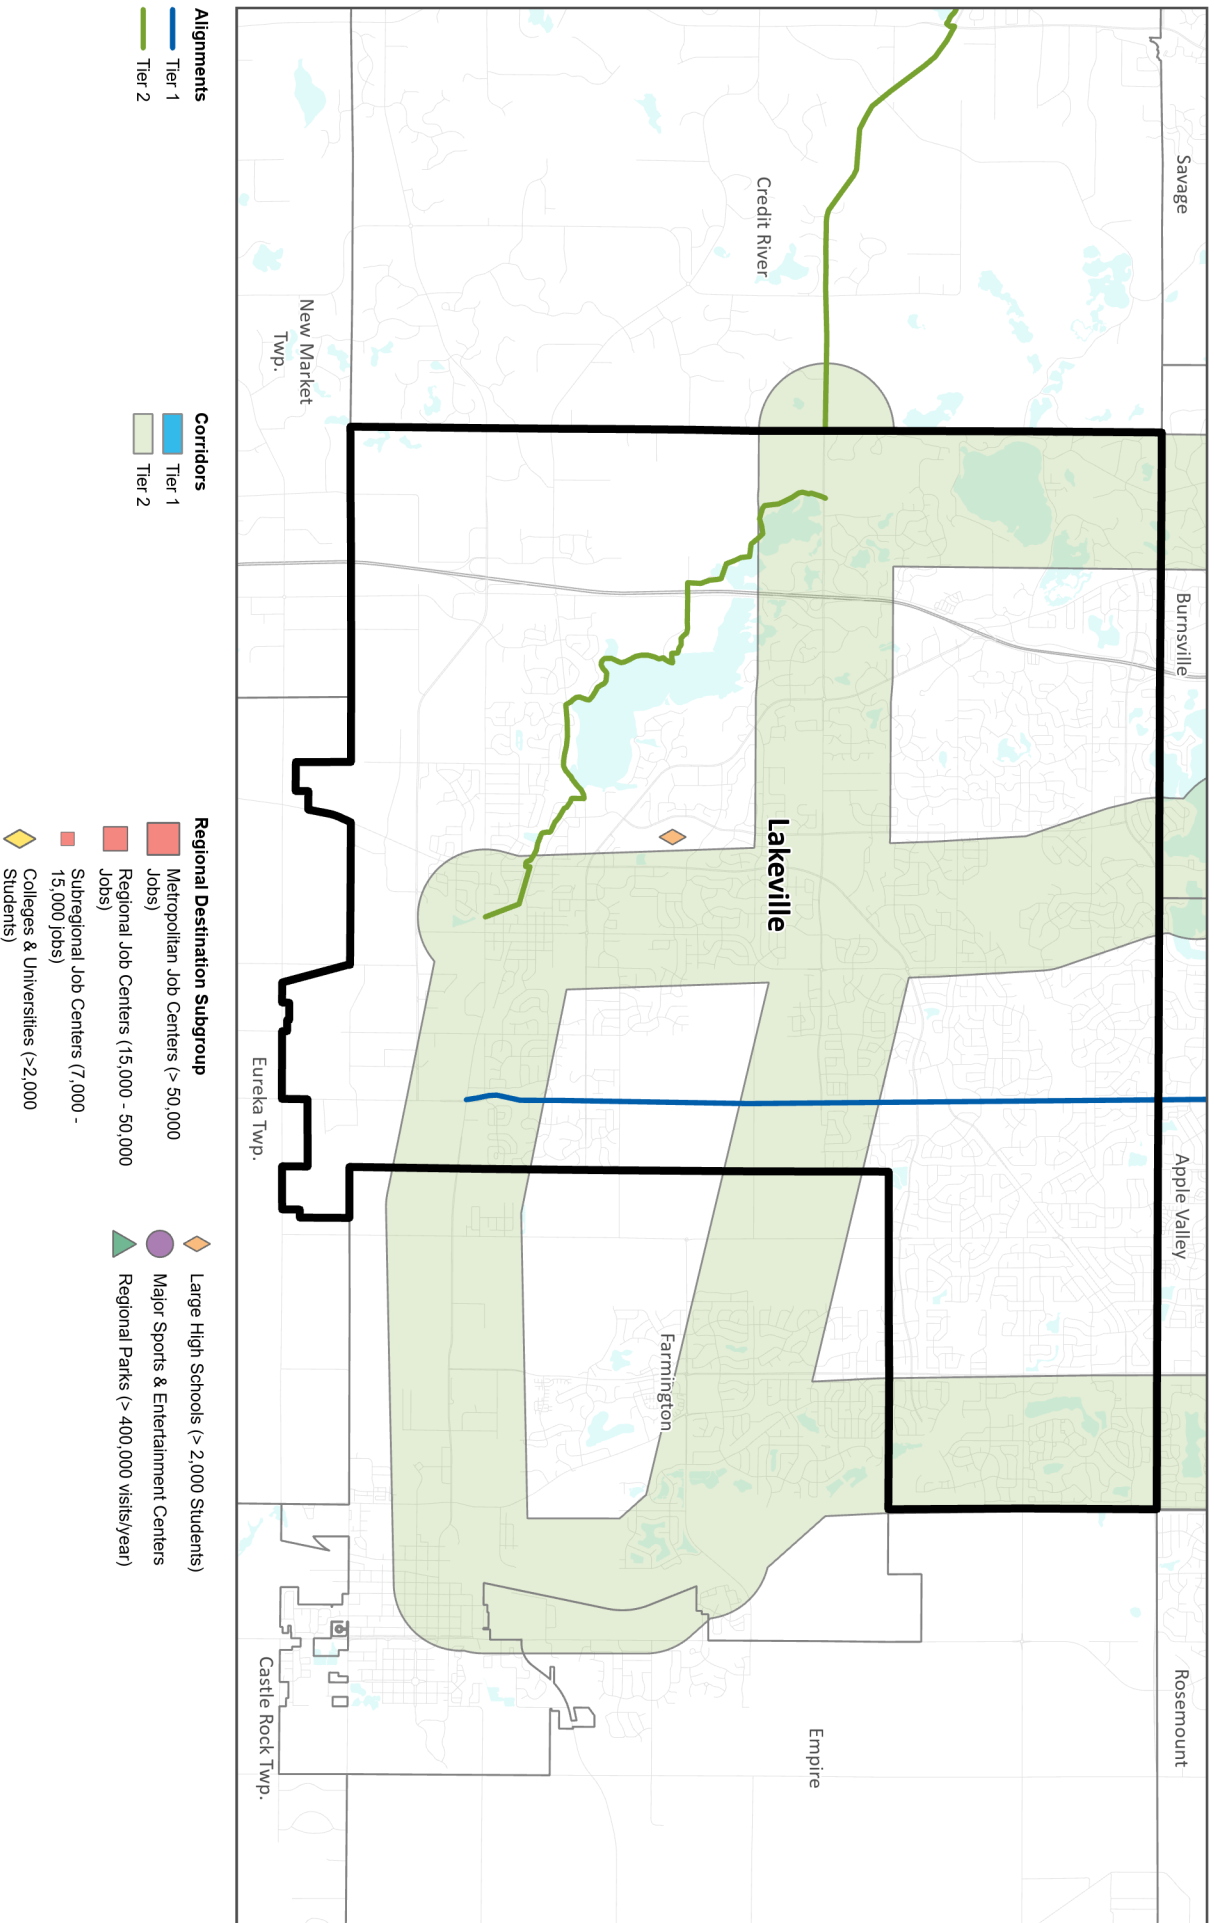 Savage
Burnsville
Apple Valley
Rosemount
Credit River
Lakeville
Empire
Farmington
New Market
Twp.
Eureka Twp.
Castle Rock Twp.
Alignments
Tier 1
Tier 2
Corridors
Tier 1
Tier 2
Regional Destination Subgroup
Metropolitan Job Centers (> 50,000
Jobs)
Regional Job Centers (15,000 - 50,000
Jobs)
Subregional Job Centers (7,000 -
15,000 jobs)
Colleges & Universities (>2,000
Students)
Large High Schools (> 2,000 Students)
Major Sports & Entertainment Centers
Regional Parks (> 400,000 visits/year)